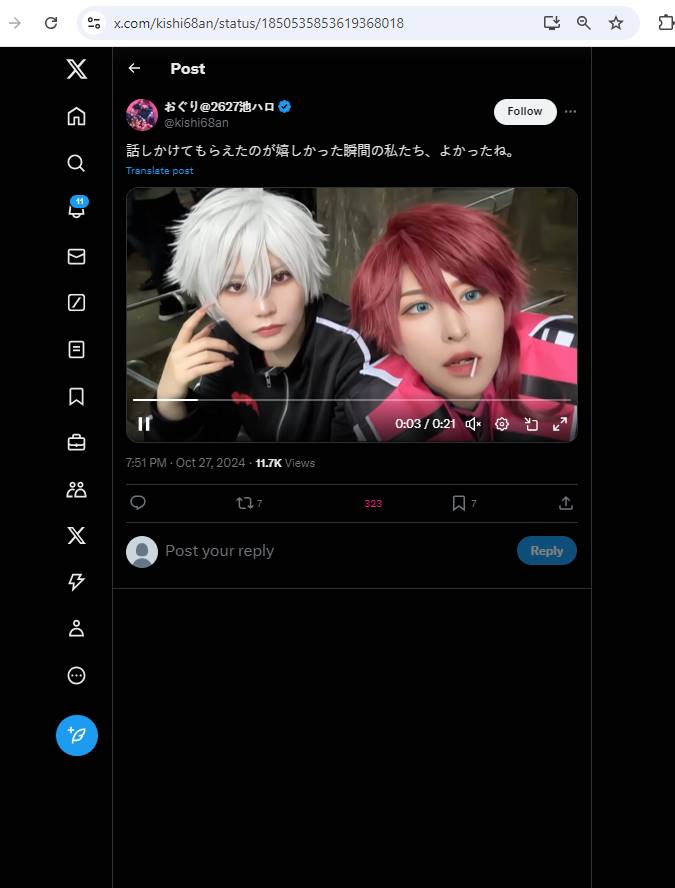 x.com/kishi68an/status/1850535853619368018
Post
おぐり@2627池ハロ
@kishi68an
Follow
話しかけてもらえたのが嬉しかった瞬間の私たち、よかったね。
Translate post
11
0:03 / 0:21
7:51 PM · Oct 27, 2024 · 11.7K Views
7 323 7
Post your reply
Reply